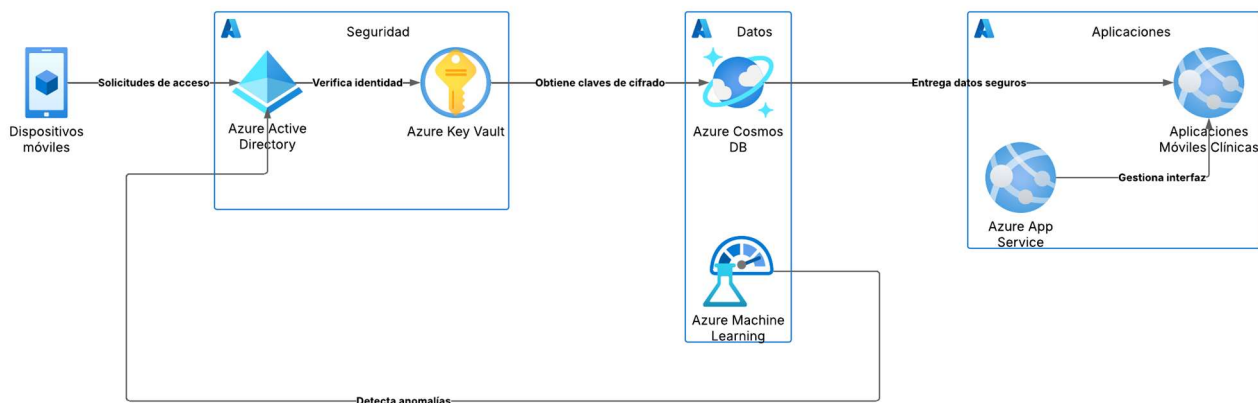 Seguridad
Datos
Aplicaciones
Solicitudes de acceso
Verifica identidad
Obtiene claves de cifrado
Entrega datos seguros
Dispositivos
móviles
Azure Active
Directory
Azure Key Vault
Azure Cosmos
DB
Aplicaciones
Móviles Clínicas
Gestiona interfaz
Azure App
Service
Azure Machine
Learning
Detecta anomalías